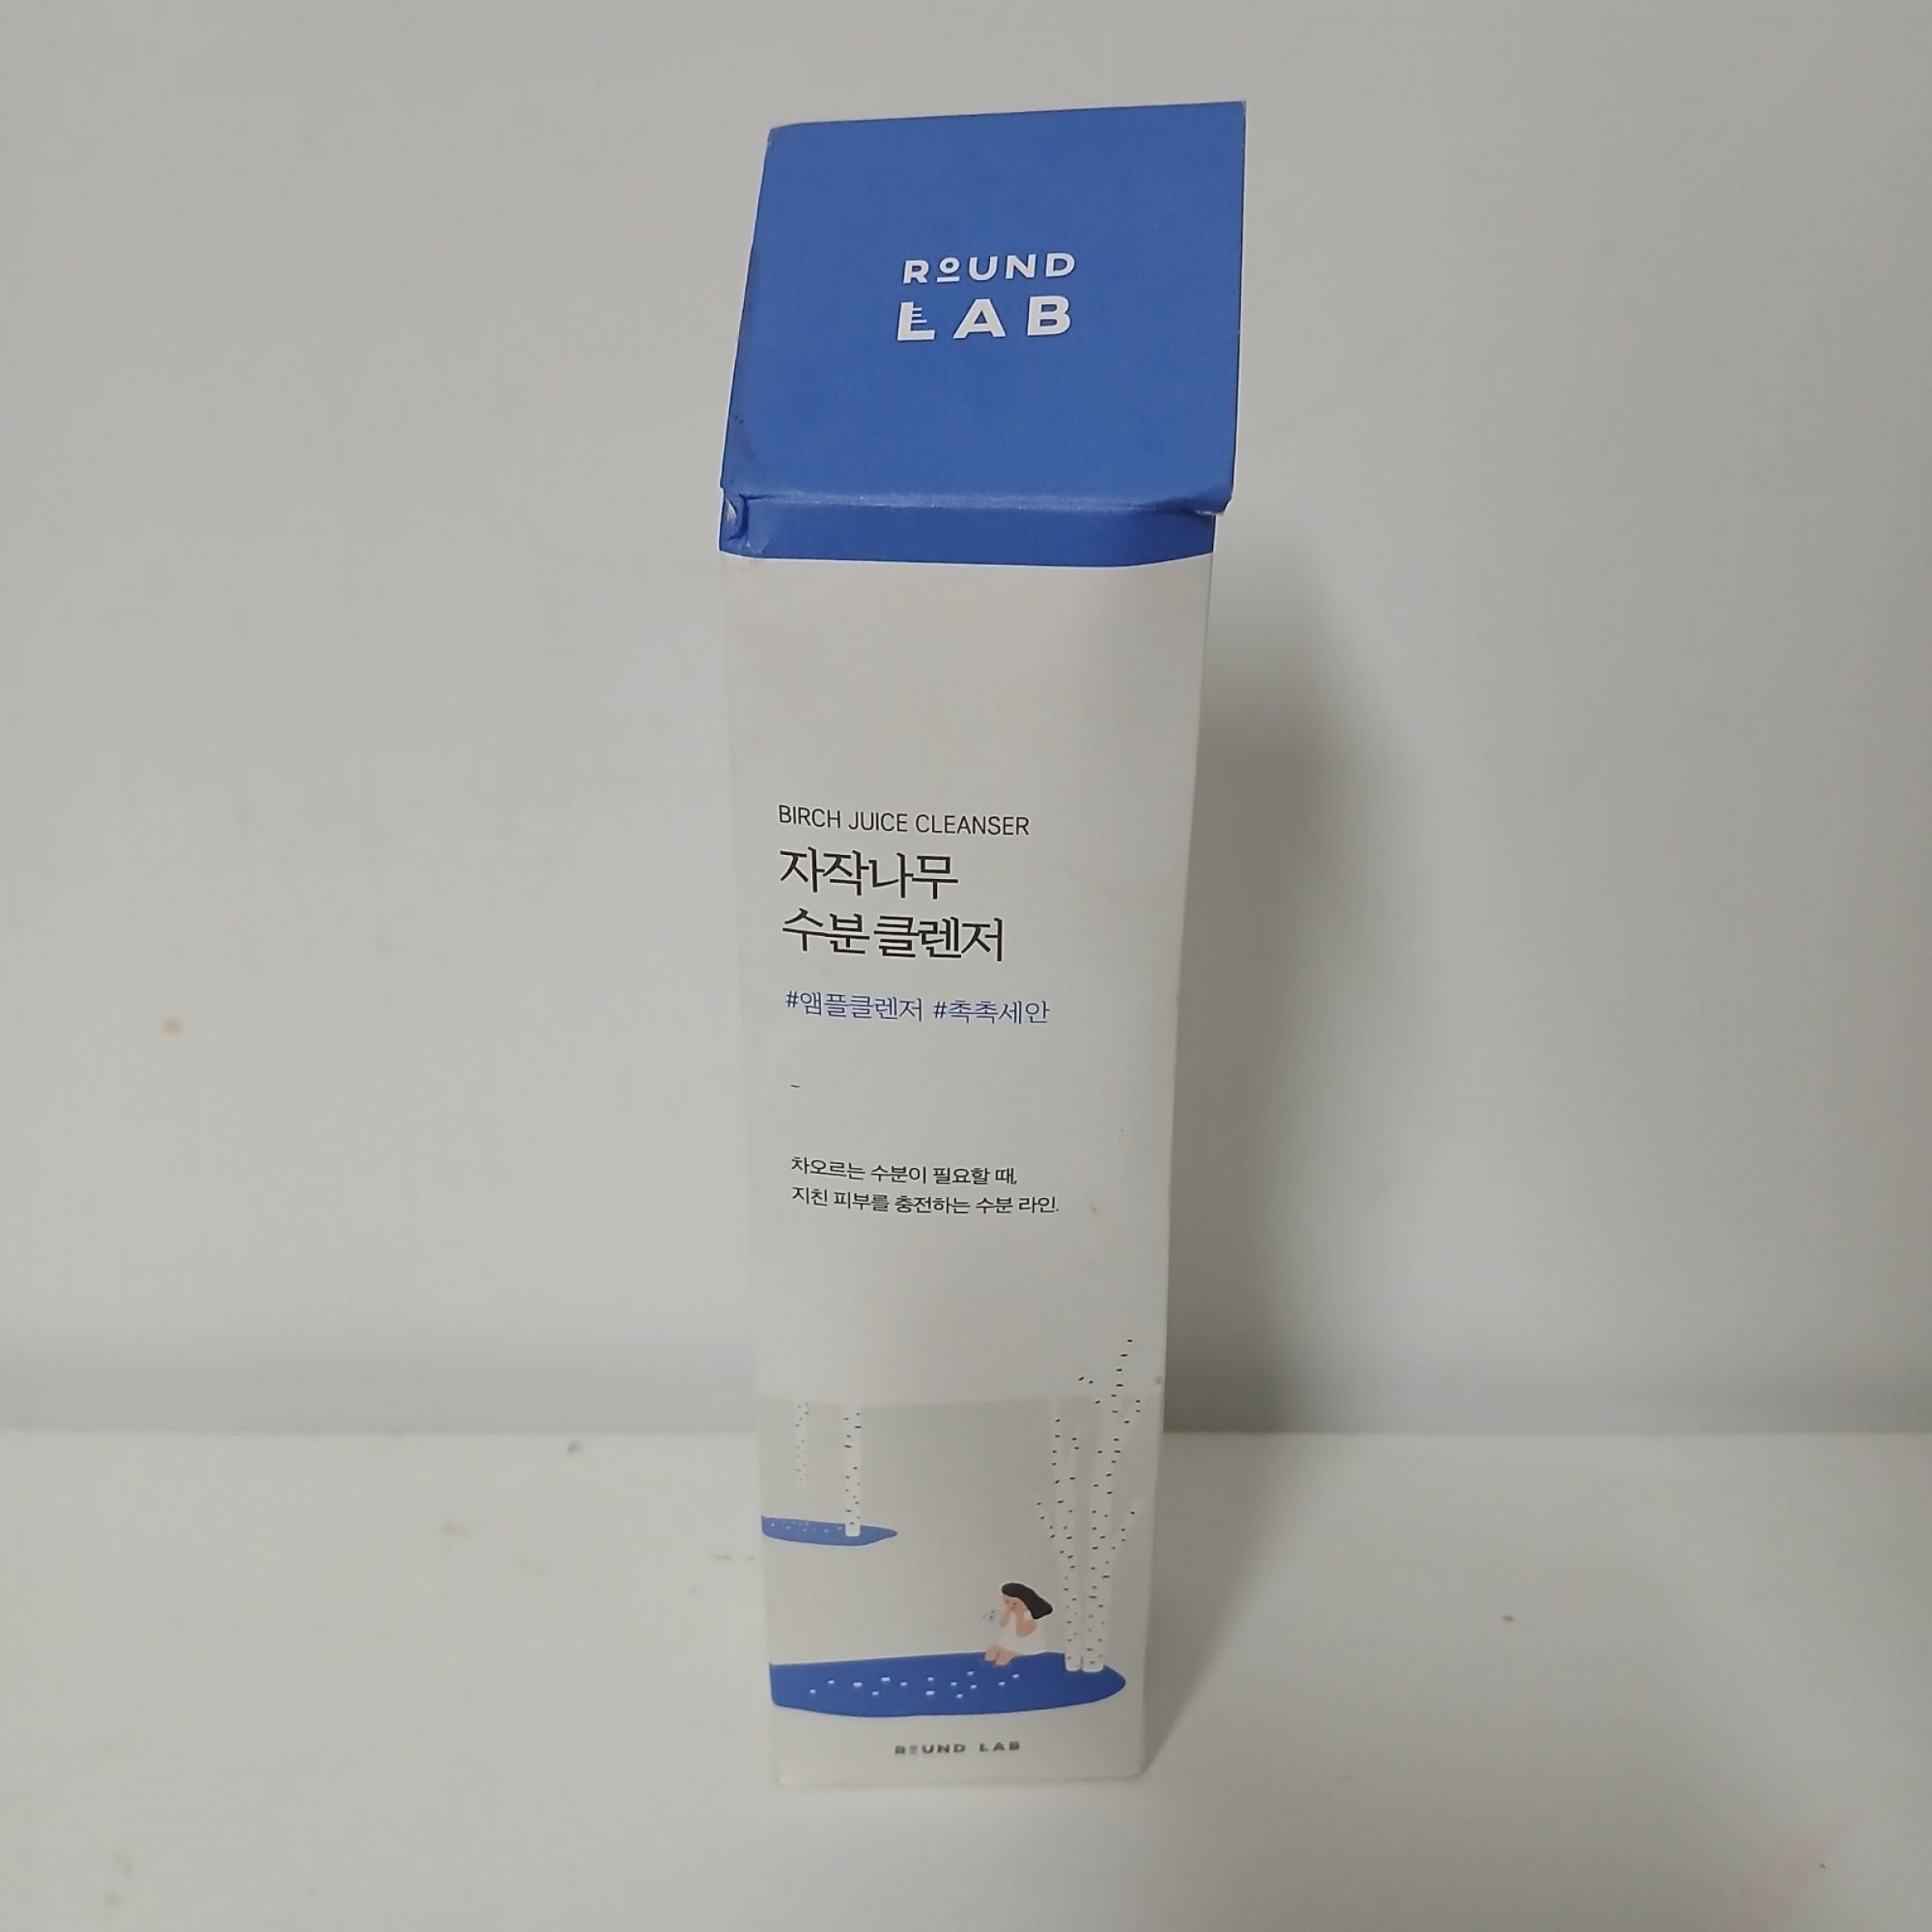 ROUND
LAB
BIRCH JUICE CLEANSER
자작나무
수분 클렌저
#앰플클렌저 #촉촉세안
–
차오르는 수분이 필요할 때,
지친 피부를 충전하는 수분 라인.
ROUND LAB